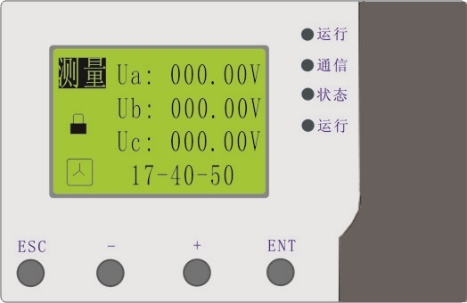 测量 Ua: 000.00V
Ub: 000.00V
Uc: 000.00V
17-40-50
运行
通信
状态
运行
ESC - + ENT